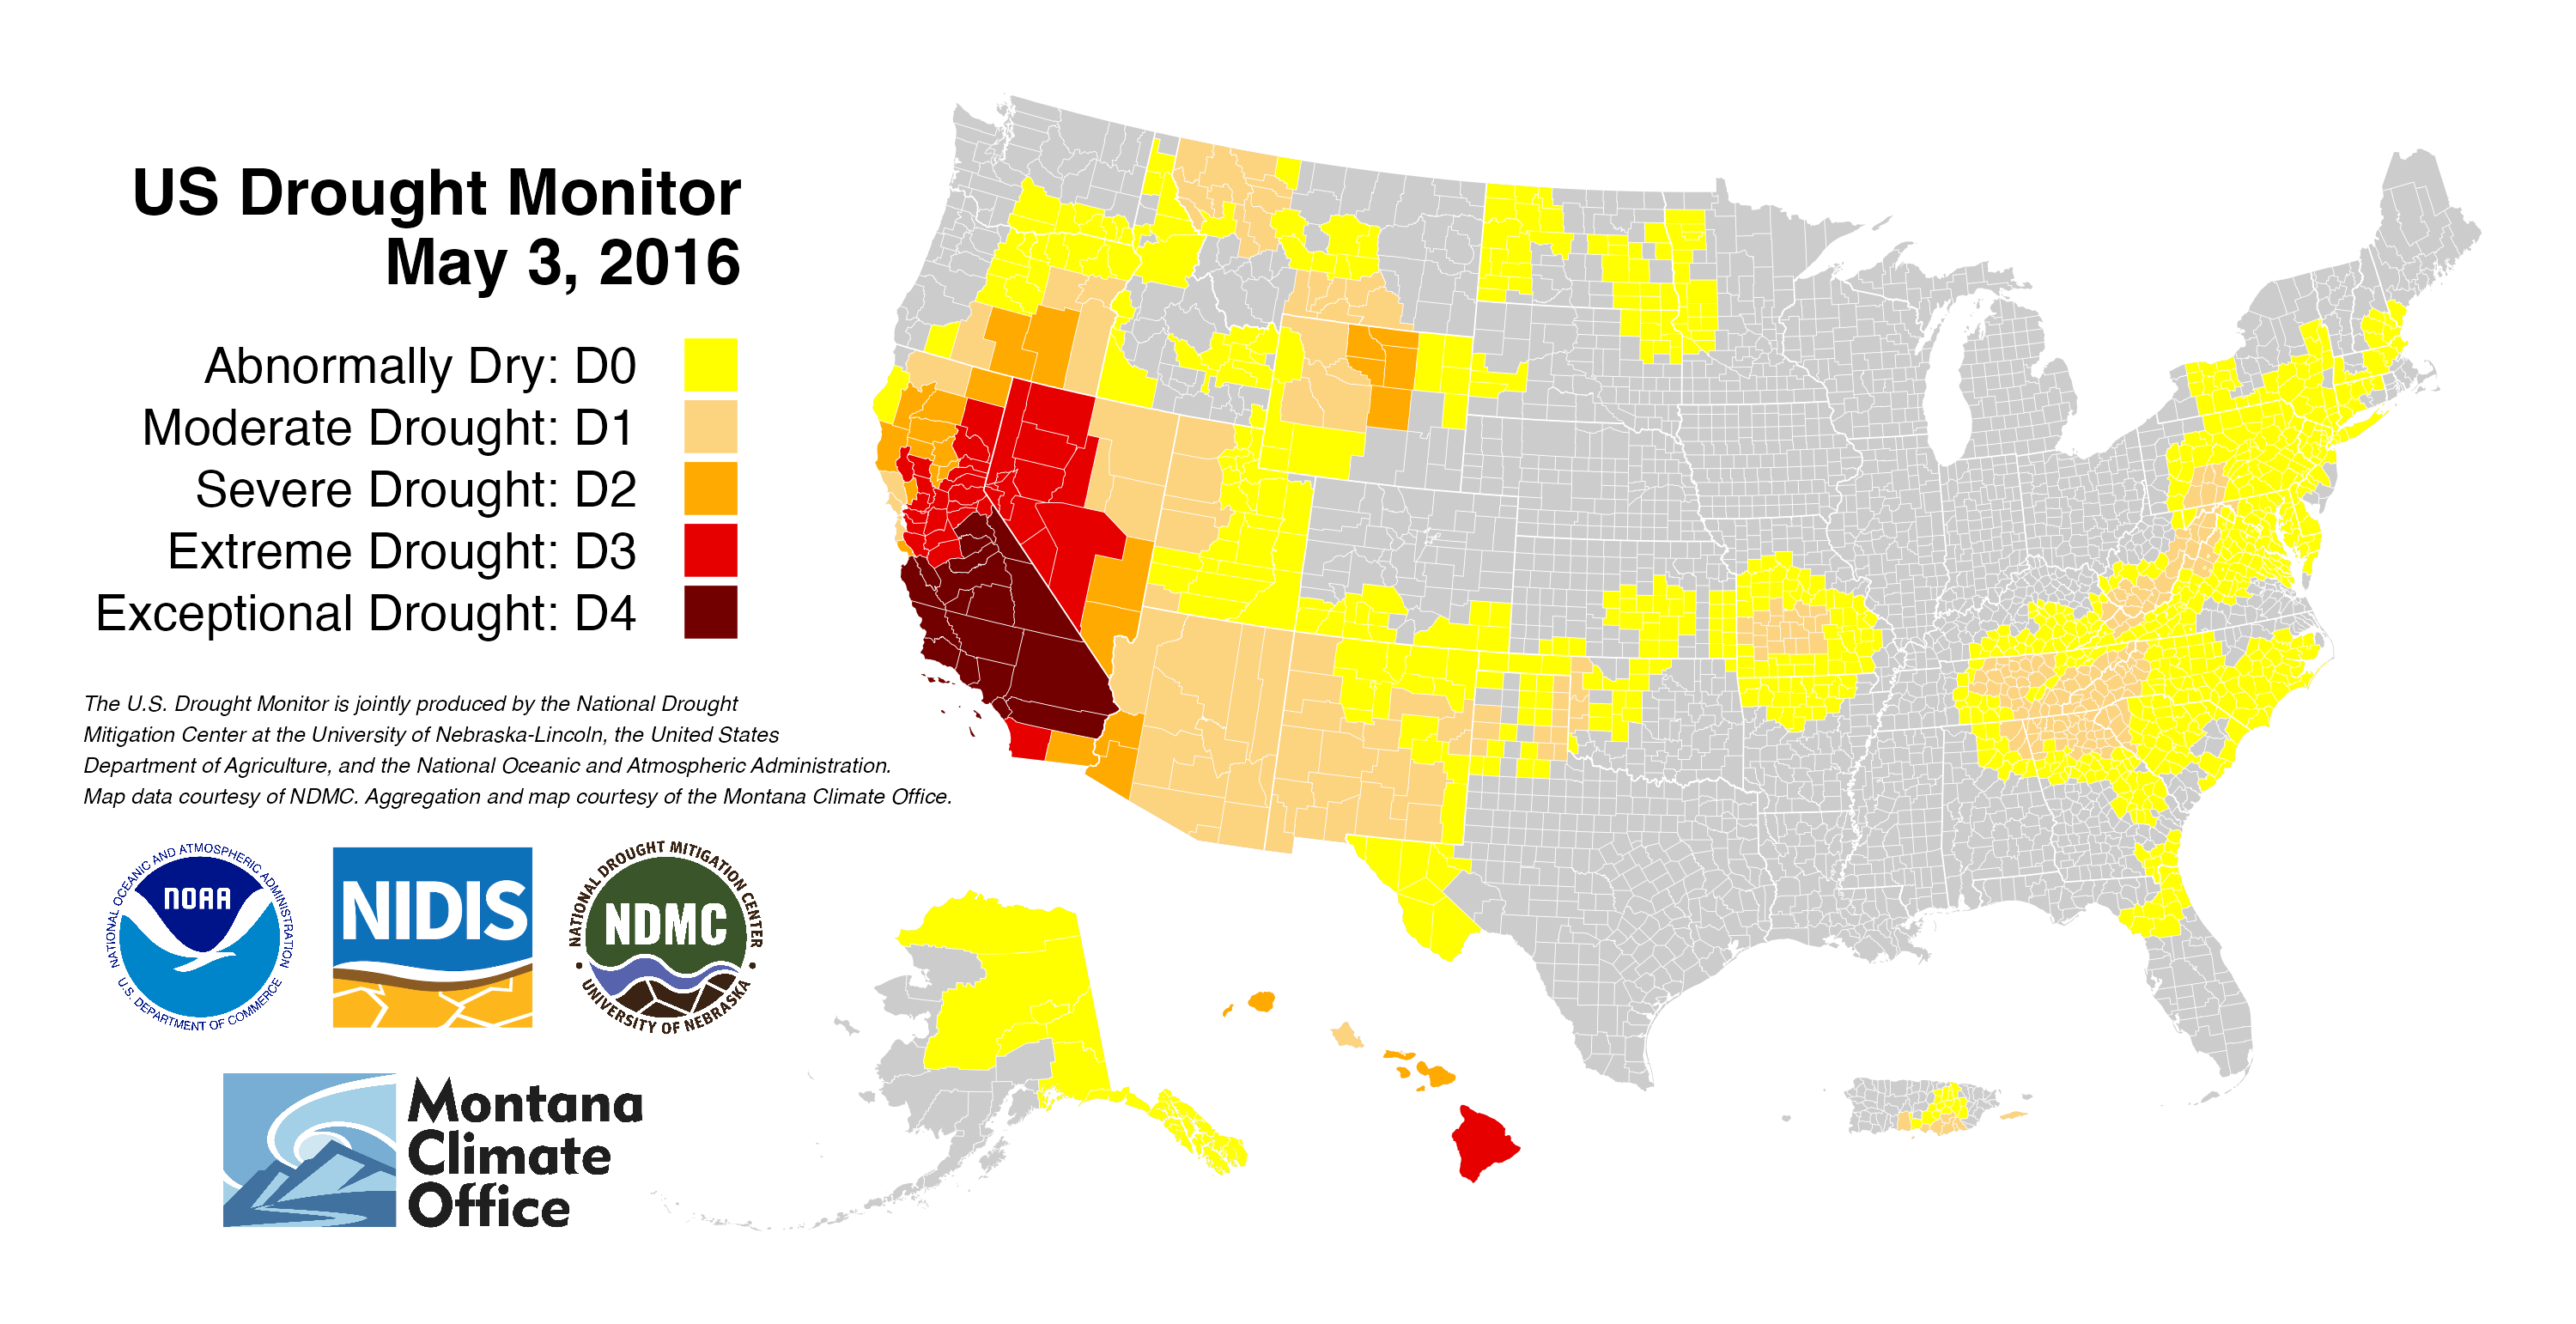 US Drought Monitor
May 3, 2016
Abnormally Dry: D0
Moderate Drought: D1
Severe Drought: D2
Extreme Drought: D3
Exceptional Drought: D4
The U.S. Drought Monitor is jointly produced by the National Drought
Mitigation Center at the University of Nebraska-Lincoln, the United States
Department of Agriculture, and the National Oceanic and Atmospheric Administration.
Map data courtesy of NDMC. Aggregation and map courtesy of the Montana Climate Office.
NATIONAL OCEANIC AND ATMOSPHERIC ADMINISTRATION
NOAA
U.S. DEPARTMENT OF COMMERCE
NIDIS
NATIONAL DROUGHT MITIGATION CENTER
NDMC
UNIVERSITY OF NEBRASKA
Montana
Climate
Office